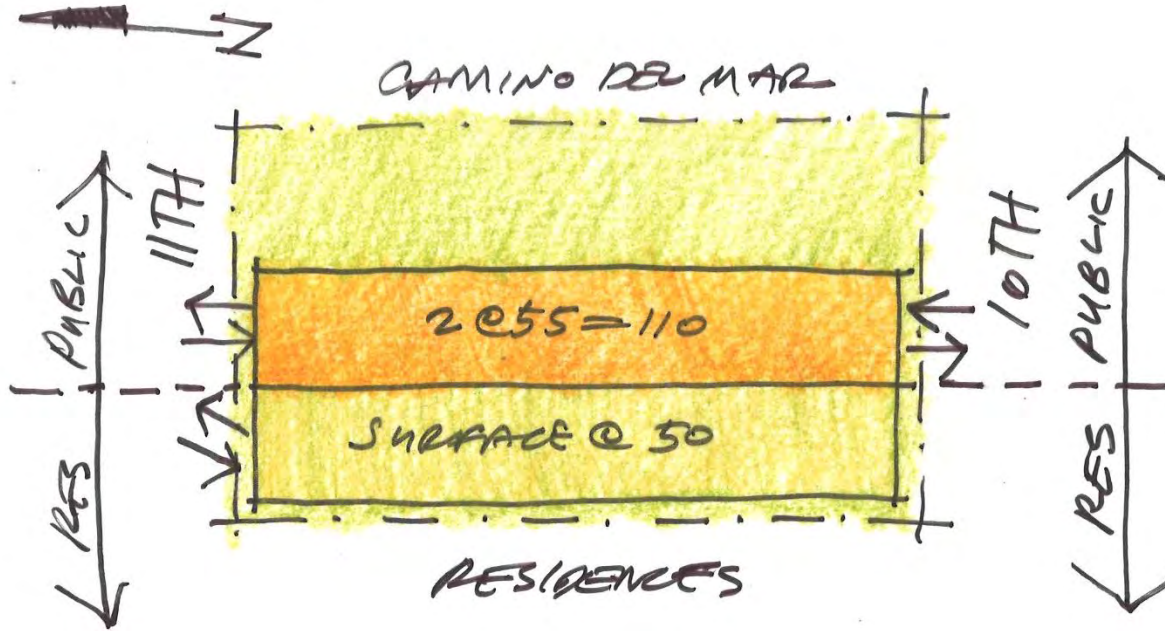 N
CAMINO DEL MAR
11TH
10TH
PUBLIC
PUBLIC
2 @ 55 = 110
SURFACE @ 50
RES
RES
RESIDENCES